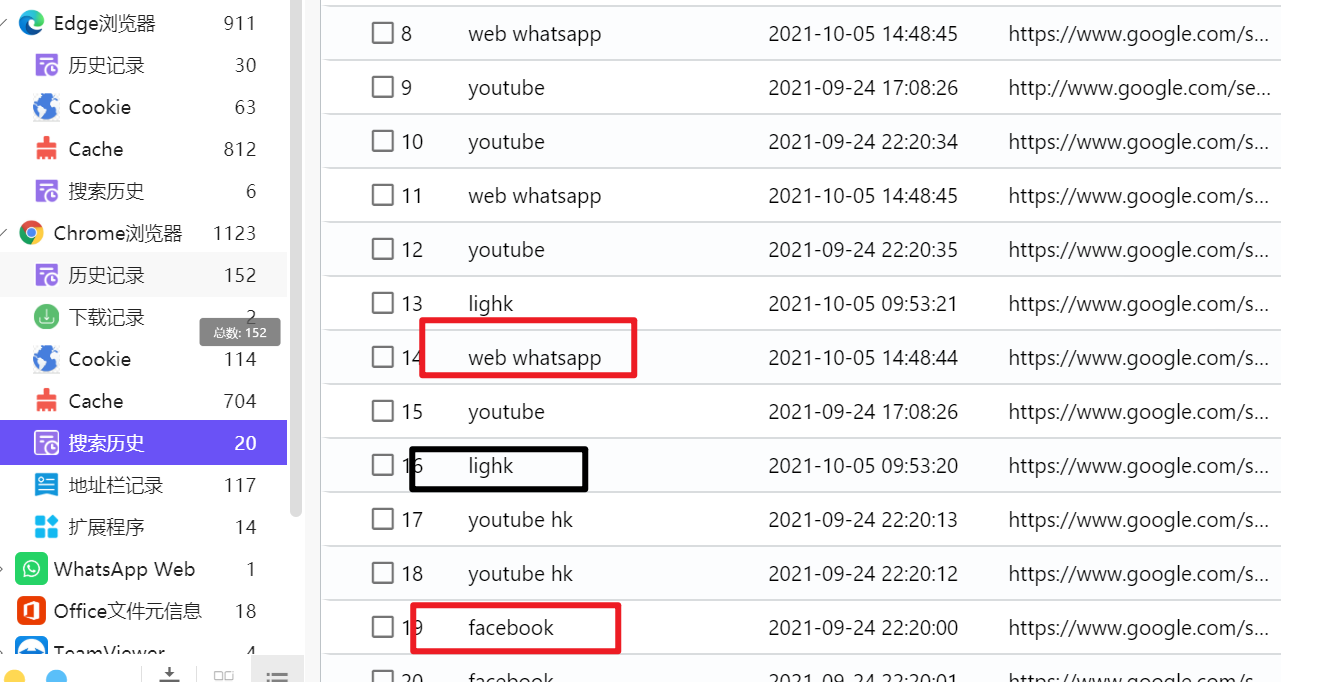 Edge浏览器 911
历史记录 30
Cookie 63
Cache 812
搜索历史 6
Chrome浏览器 1123
历史记录 152
下载记录 2
总数: 152
Cookie 114
Cache 704
搜索历史 20
地址栏记录 117
扩展程序 14
WhatsApp Web 1
Office文件元信息 18
TeamViewer 4
8 web whatsapp 2021-10-05 14:48:45 https://www.google.com/s...
9 youtube 2021-09-24 17:08:26 http://www.google.com/se...
10 youtube 2021-09-24 22:20:34 https://www.google.com/s...
11 web whatsapp 2021-10-05 14:48:45 https://www.google.com/s...
12 youtube 2021-09-24 22:20:35 https://www.google.com/s...
13 lighk 2021-10-05 09:53:21 https://www.google.com/s...
14 web whatsapp 2021-10-05 14:48:44 https://www.google.com/s...
15 youtube 2021-09-24 17:08:26 https://www.google.com/s...
16 lighk 2021-10-05 09:53:20 https://www.google.com/s...
17 youtube hk 2021-09-24 22:20:13 https://www.google.com/s...
18 youtube hk 2021-09-24 22:20:12 https://www.google.com/s...
19 facebook 2021-09-24 22:20:00 https://www.google.com/s...
20 facebook 2021-09-24 22:20:01 https://www.google.com/s...